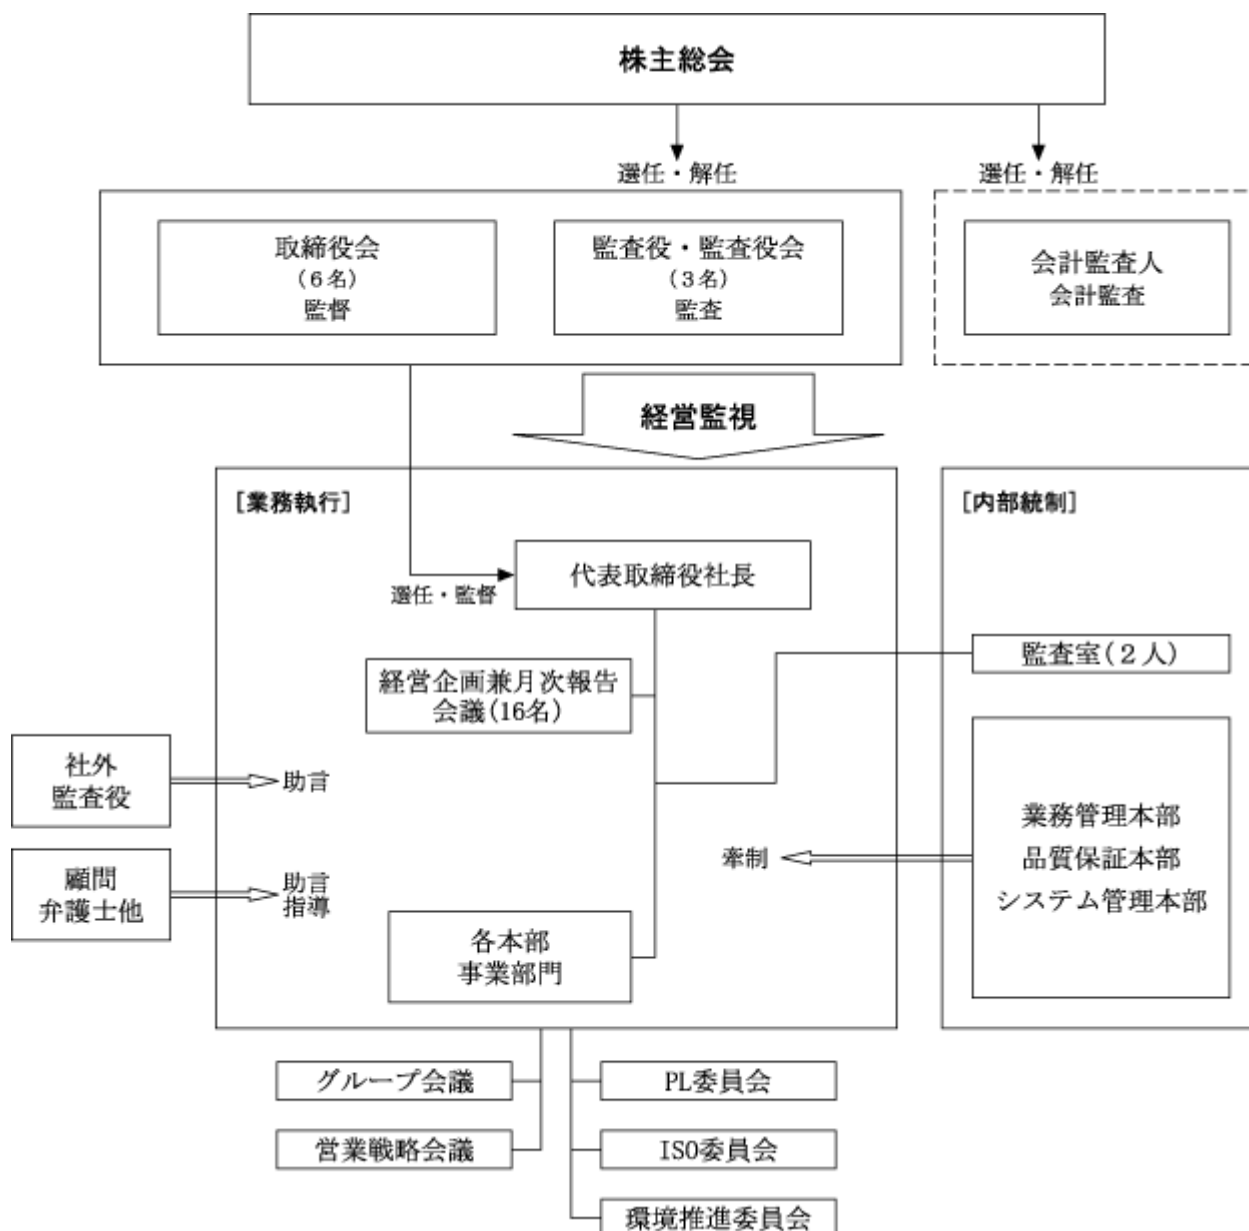 株主総会
選任・解任
選任・解任
取締役会
(6名)
監督
監査役・監査役会
(3名)
監査
会計監査人
会計監査
経営監視
[業務執行]
[内部統制]
代表取締役社長
選任・監督
監査室(2人)
経営企画兼月次報告
会議(16名)
社外
監査役
助言
業務管理本部
品質保証本部
システム管理本部
牽制
顧問
弁護士他
助言
指導
各本部
事業部門
グループ会議
PL委員会
営業戦略会議
ISO委員会
環境推進委員会